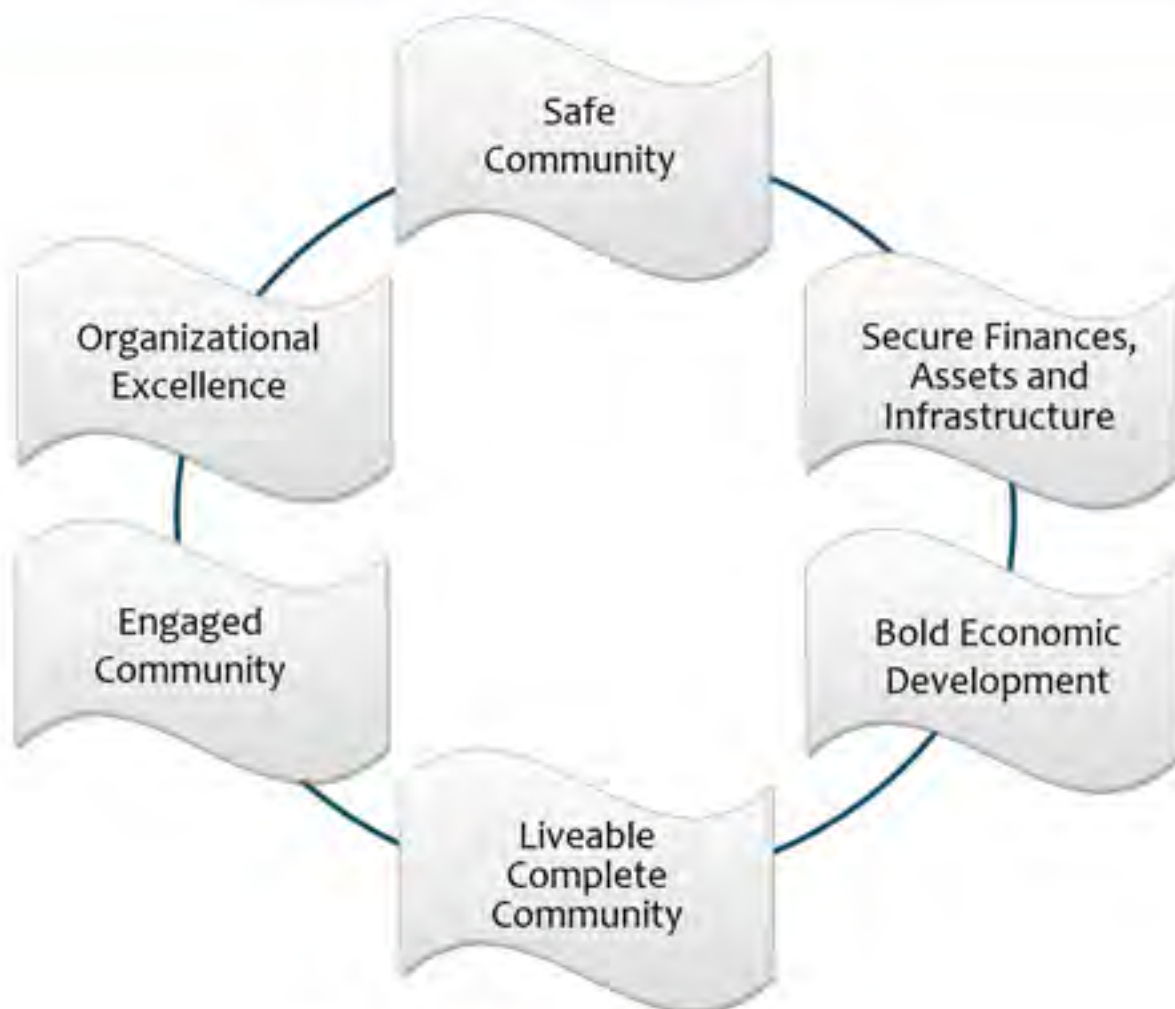 Safe
Community
Secure Finances,
Assets and
Infrastructure
Bold Economic
Development
Liveable
Complete
Community
Engaged
Community
Organizational
Excellence